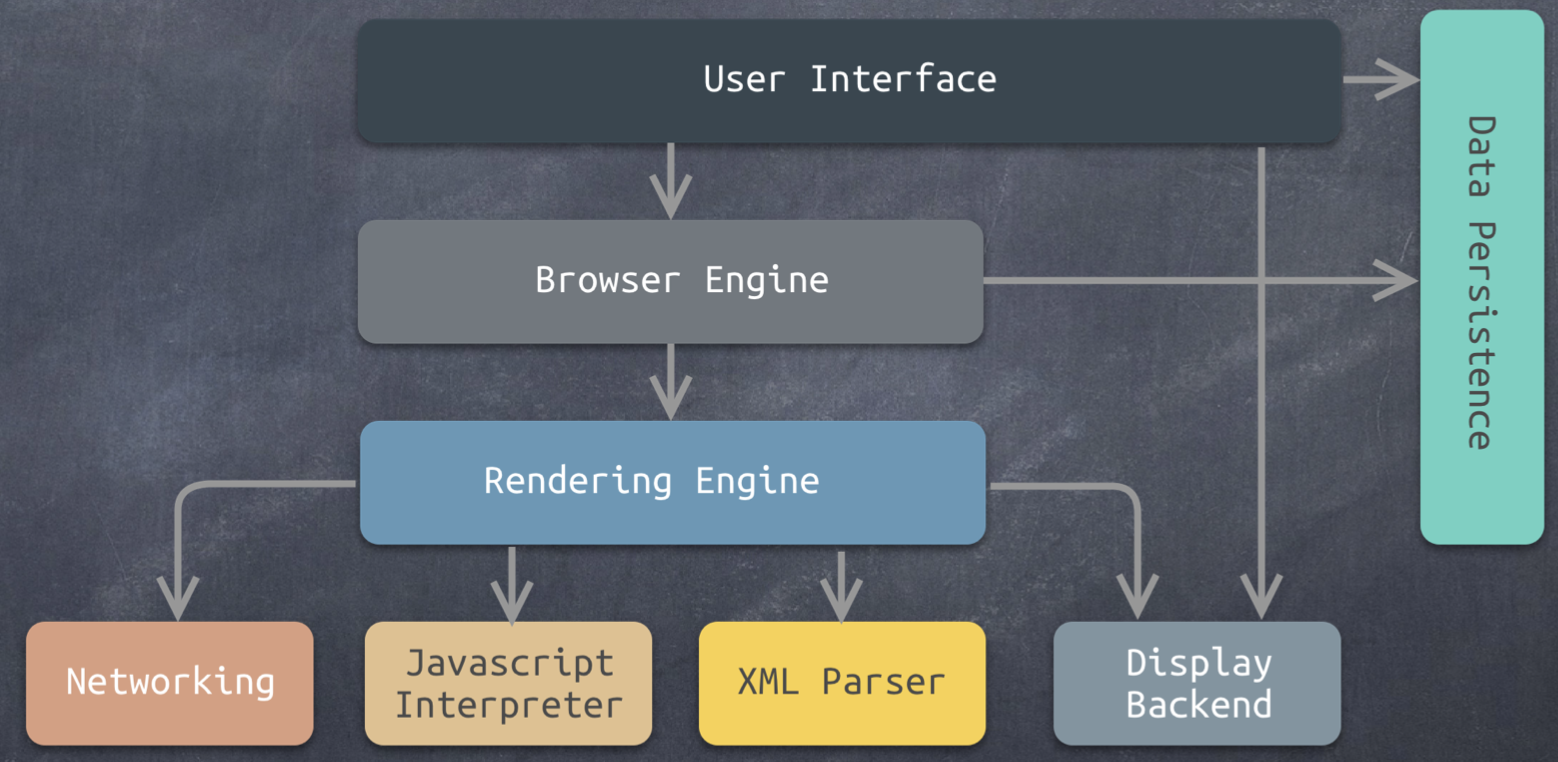 User Interface
Data Persistence
Browser Engine
Rendering Engine
Networking
Javascript
Interpreter
XML Parser
Display
Backend